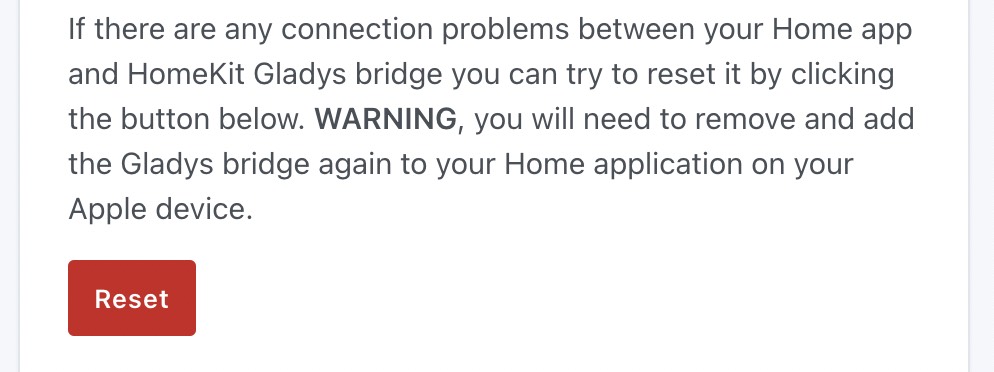 If there are any connection problems between your Home app
and HomeKit Gladys bridge you can try to reset it by clicking
the button below. WARNING, you will need to remove and add
the Gladys bridge again to your Home application on your
Apple device.
Reset